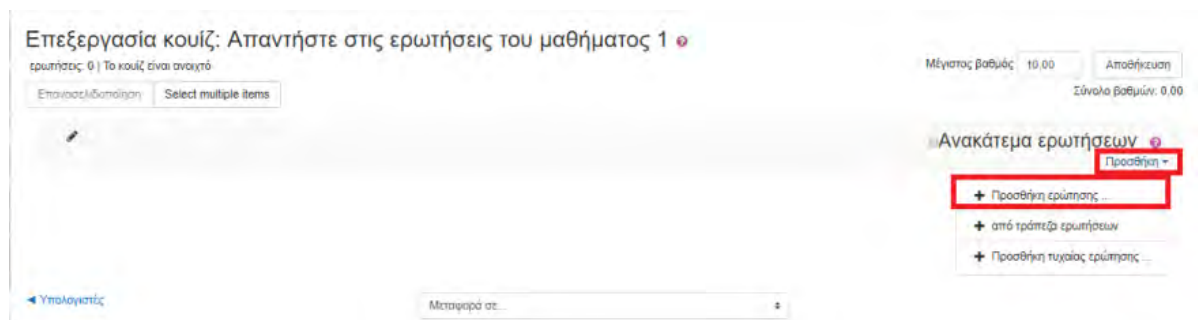 Επεξεργασία κουίζ: Απαντήστε στις ερωτήσεις του μαθήματος 1
ερωτήσεις: 0 | Το κουίζ είναι ανοιχτό
Μέγιστος βαθμός 10,00 Αποθήκευση
Επανασελιδοποίηση Select multiple items
Σύνολο βαθμών: 0,00
Ανακάτεμα ερωτήσεων
Προσθήκη
+ Προσθήκη ερώτησης ...
+ από τράπεζα ερωτήσεων
+ Προσθήκη τυχαίας ερώτησης ...
◄ Υπολογιστές Μεταφορά σε...